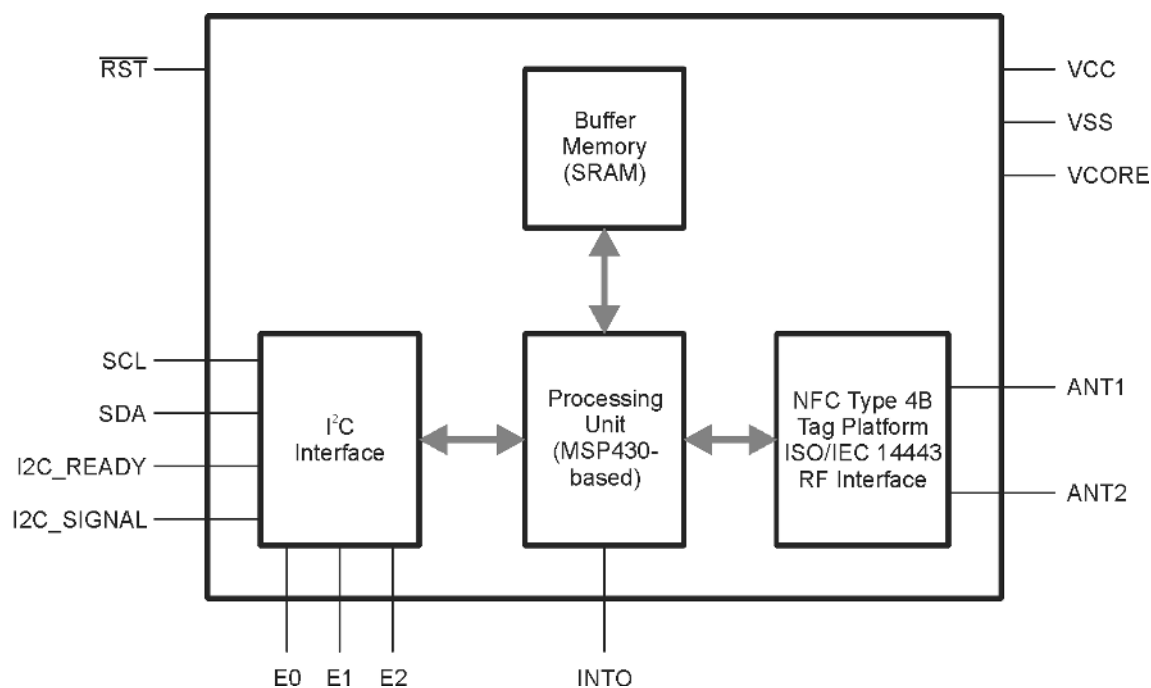 RST
VCC
VSS
VCORE
Buffer
Memory
(SRAM)
SCL
SDA
I2C_READY
I2C_SIGNAL
I²C
Interface
Processing
Unit
(MSP430-
based)
NFC Type 4B
Tag Platform
ISO/IEC 14443
RF Interface
ANT1
ANT2
E0 E1 E2
INTO